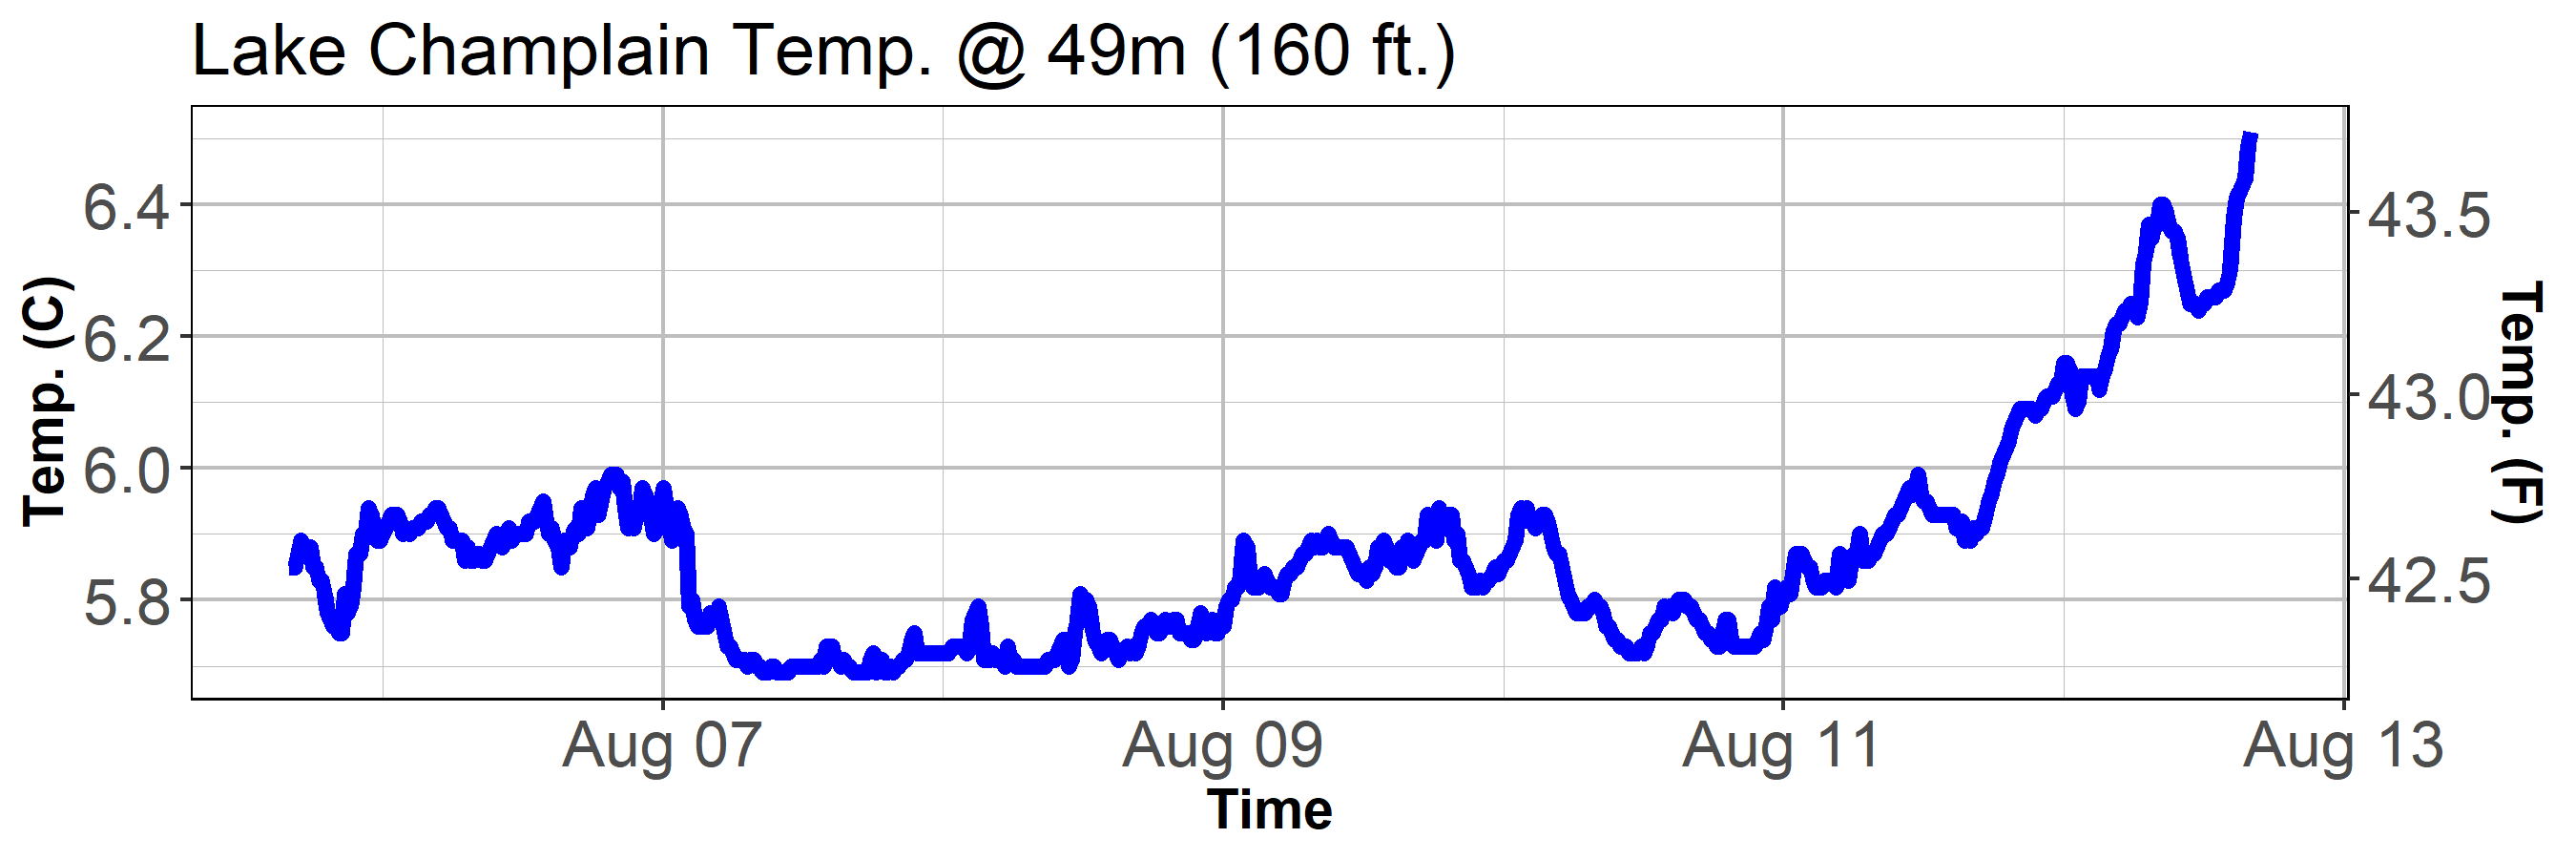 Lake Champlain Temp. @ 49m (160 ft.)
Temp. (C)
6.4
6.2
6.0
5.8
43.5
43.0
42.5
Temp. (F)
Aug 07 Aug 09 Aug 11 Aug 13
Time